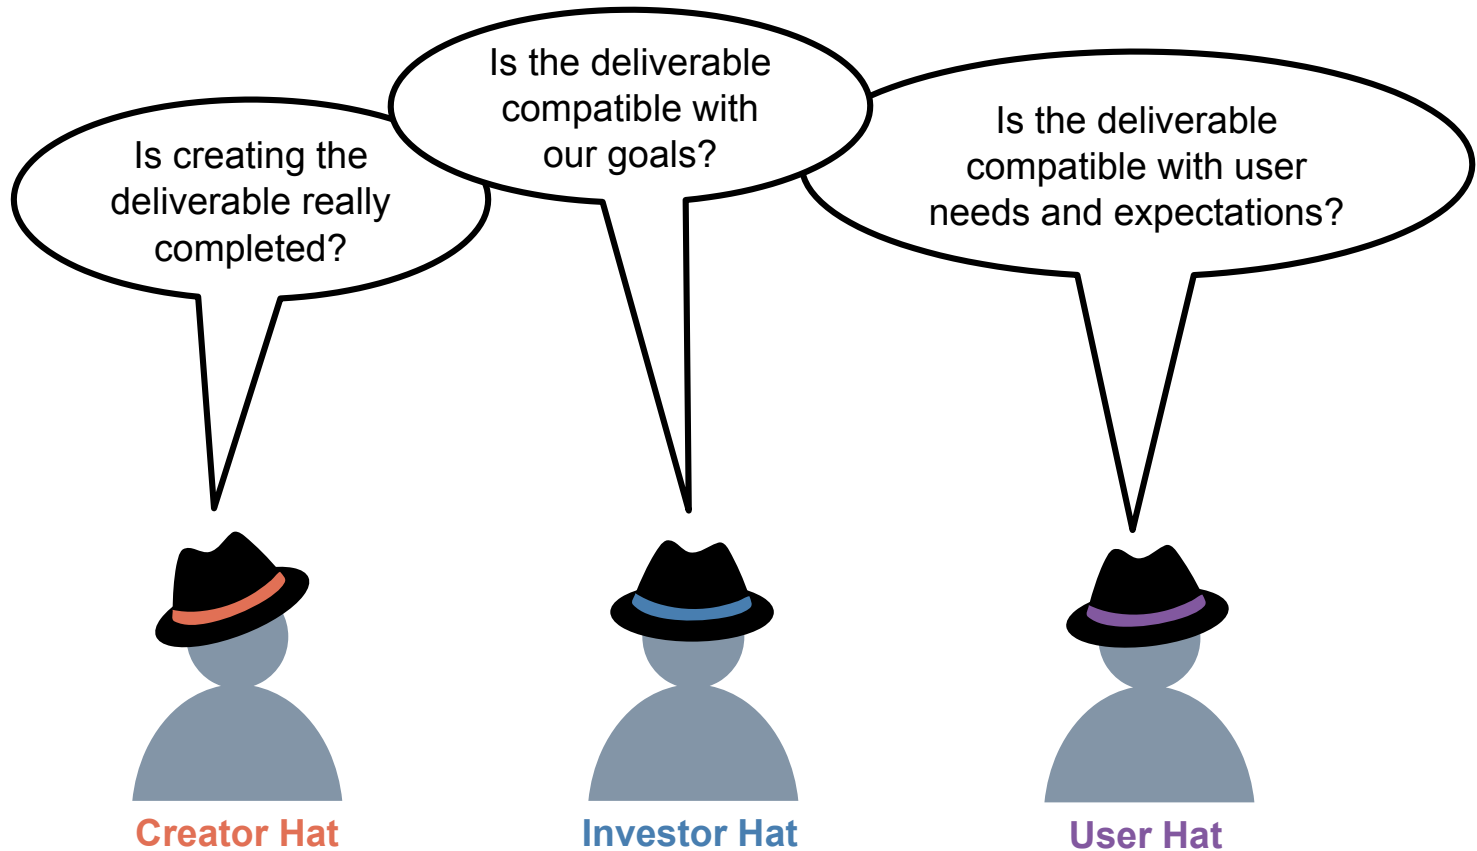 Is creating the
deliverable really
completed?
Is the deliverable
compatible with
our goals?
Is the deliverable
compatible with user
needs and expectations?
Creator Hat
Investor Hat
User Hat